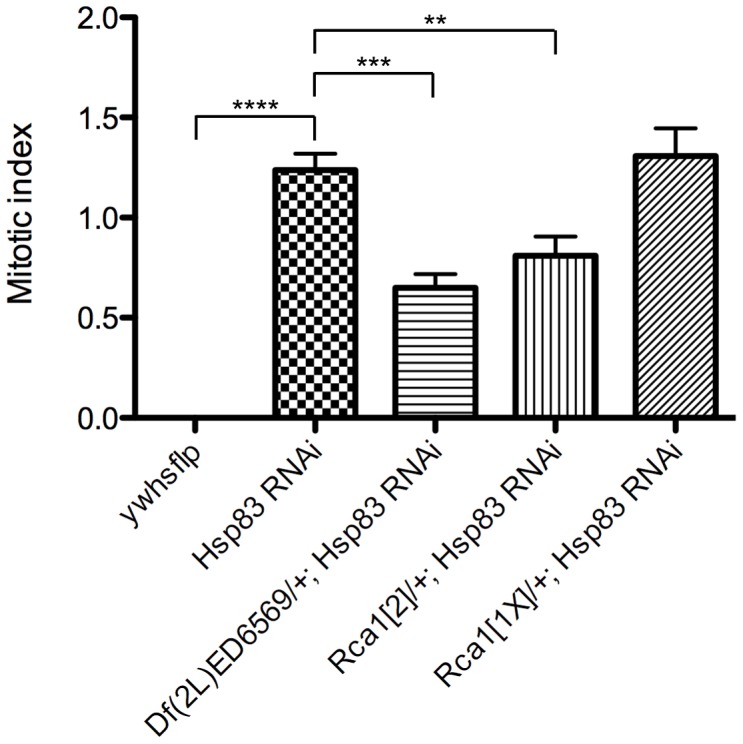 2.0
1.5
1.0
0.5
0.0
Mitotic index
**
***
****
ywhsflp
Hsp83 RNAi
Df(2L)ED6569/+; Hsp83 RNAi
Rca1[2]/+; Hsp83 RNAi
Rca1[1X]/+; Hsp83 RNAi